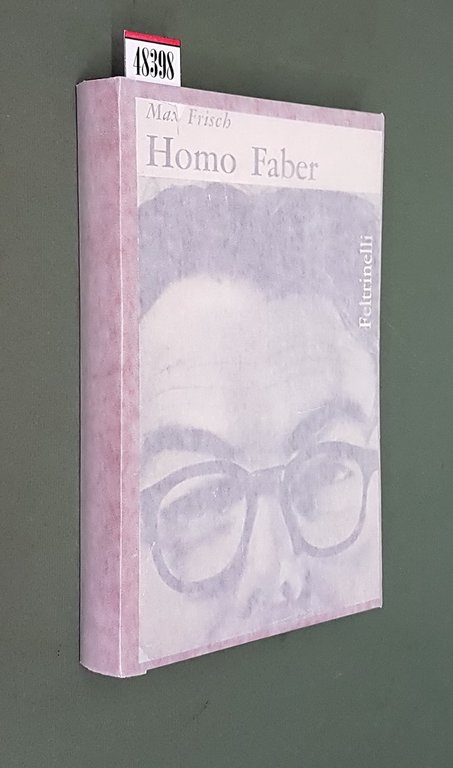 48398
Max Frisch
Homo Faber
Feltrinelli